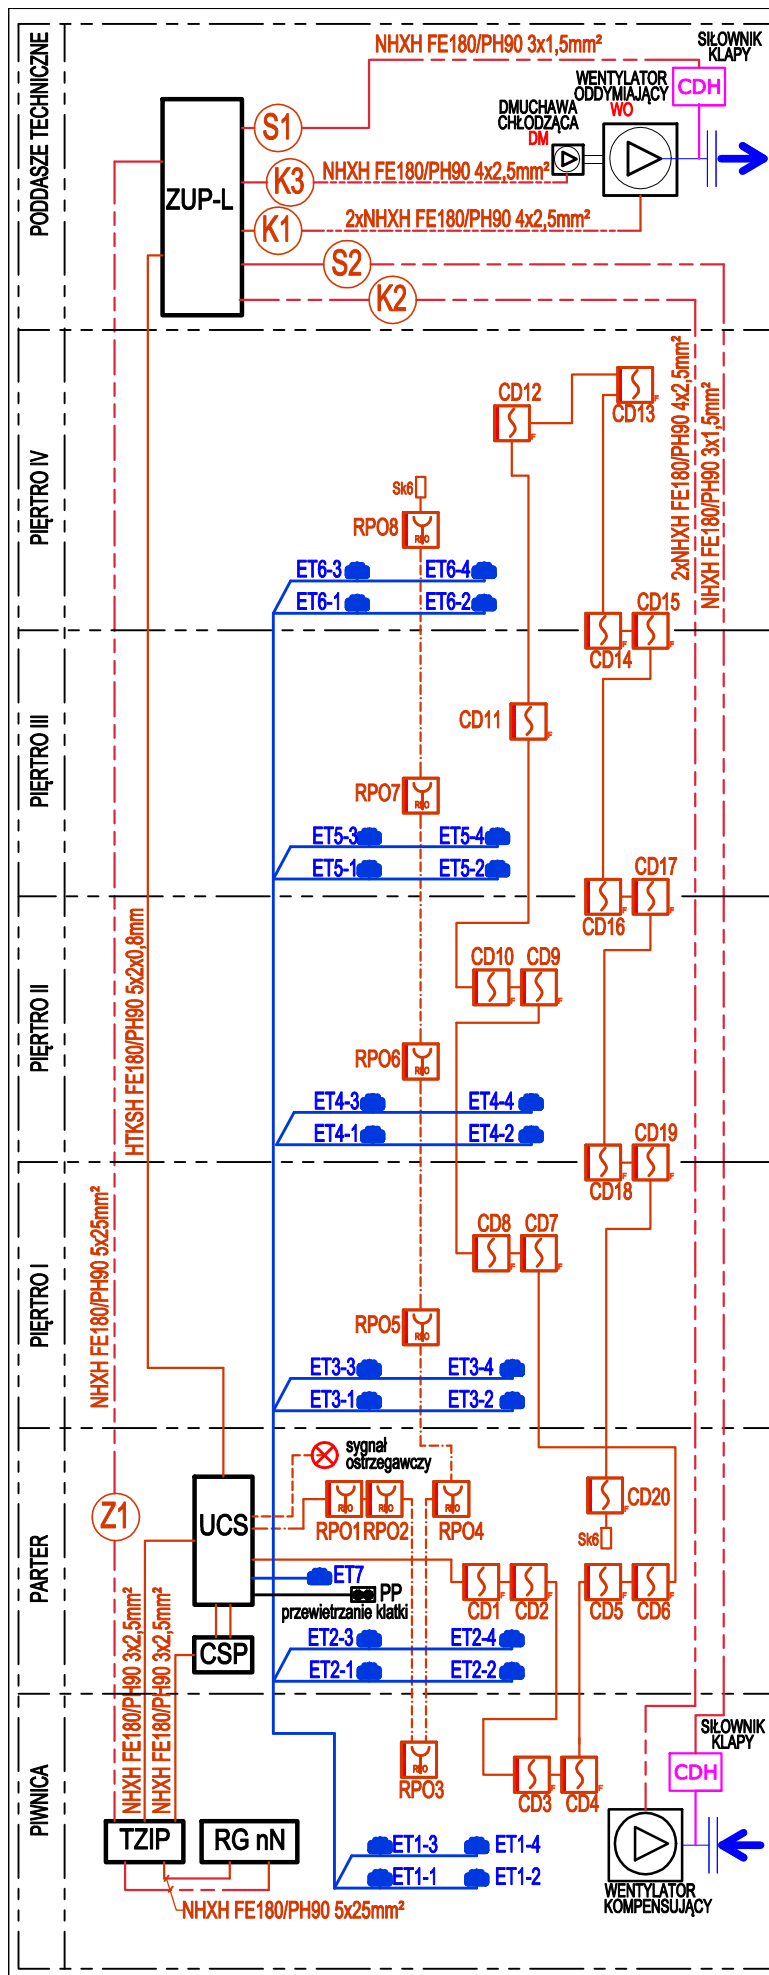 PODDASZE TECHNICZNE
NHXH FE180/PH90 3x1,5mm²
SIŁOWNIK
KLAPY
CDH
WENTYLATOR
ODDYMIAJĄCY
WO
DMUCHAWA
CHŁODZĄCA
DM
S1
ZUP-L
K3
NHXH FE180/PH90 4x2,5mm²
K1
2xNHXH FE180/PH90 4x2,5mm²
S2
K2
PIĘRTRO IV
CD12
CD13
2xNHXH FE180/PH90 4x2,5mm²
NHXH FE180/PH90 3x1,5mm²
Sk6
RPO8
ET6-3
ET6-4
ET6-1
ET6-2
CD15
CD14
PIĘRTRO III
CD11
RPO7
ET5-3
ET5-4
ET5-1
ET5-2
CD17
CD16
PIĘRTRO II
HTKSH FE180/PH90 5x2x0,8mm
CD10
CD9
RPO6
ET4-3
ET4-4
ET4-1
ET4-2
CD19
CD18
PIĘRTRO I
NHXH FE180/PH90 5x25mm²
CD8
CD7
RPO5
ET3-3
ET3-4
ET3-1
ET3-2
PARTER
sygnał
ostrzegawczy
Z1
UCS
RPO1
RPO2
RPO4
CD20
Sk6
ET7
PP
przewietrzanie klatki
CD1
CD2
CD5
CD6
CSP
ET2-3
ET2-4
ET2-1
ET2-2
NHXH FE180/PH90 3x2,5mm²
NHXH FE180/PH90 3x2,5mm²
PIWNICA
SIŁOWNIK
KLAPY
CDH
RPO3
CD3
CD4
TZIP
RG nN
ET1-3
ET1-4
ET1-1
ET1-2
WENTYLATOR
KOMPENSUJĄCY
NHXH FE180/PH90 5x25mm²